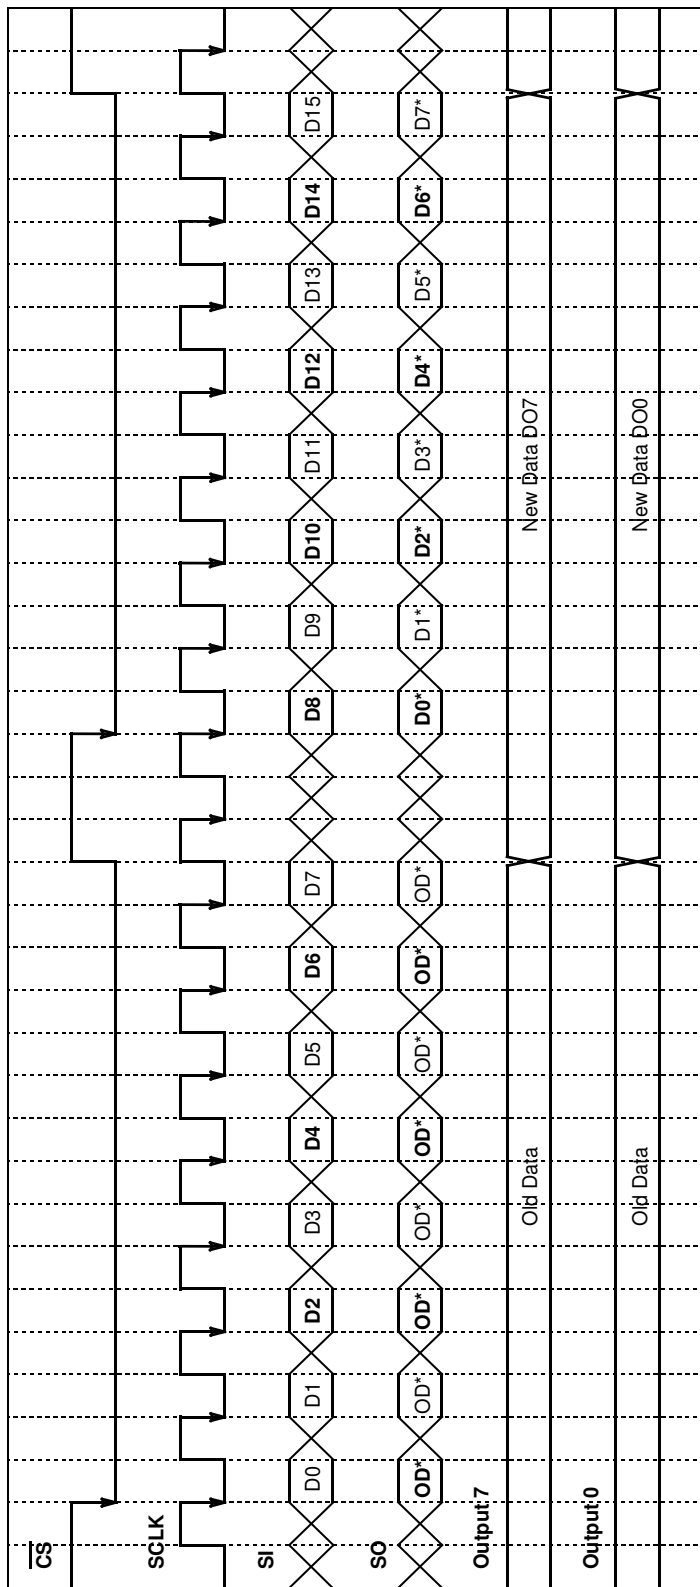 CS
SCLK
SI D0 D1 D2 D3 D4 D5 D6 D7 D8 D9 D10 D11 D12 D13 D14 D15
SO OD* OD* OD* OD* OD* OD* OD* OD* D0* D1* D2* D3* D4* D5* D6* D7*
Output 7 Old Data New Data DO7
Output 0 Old Data New Data DO0